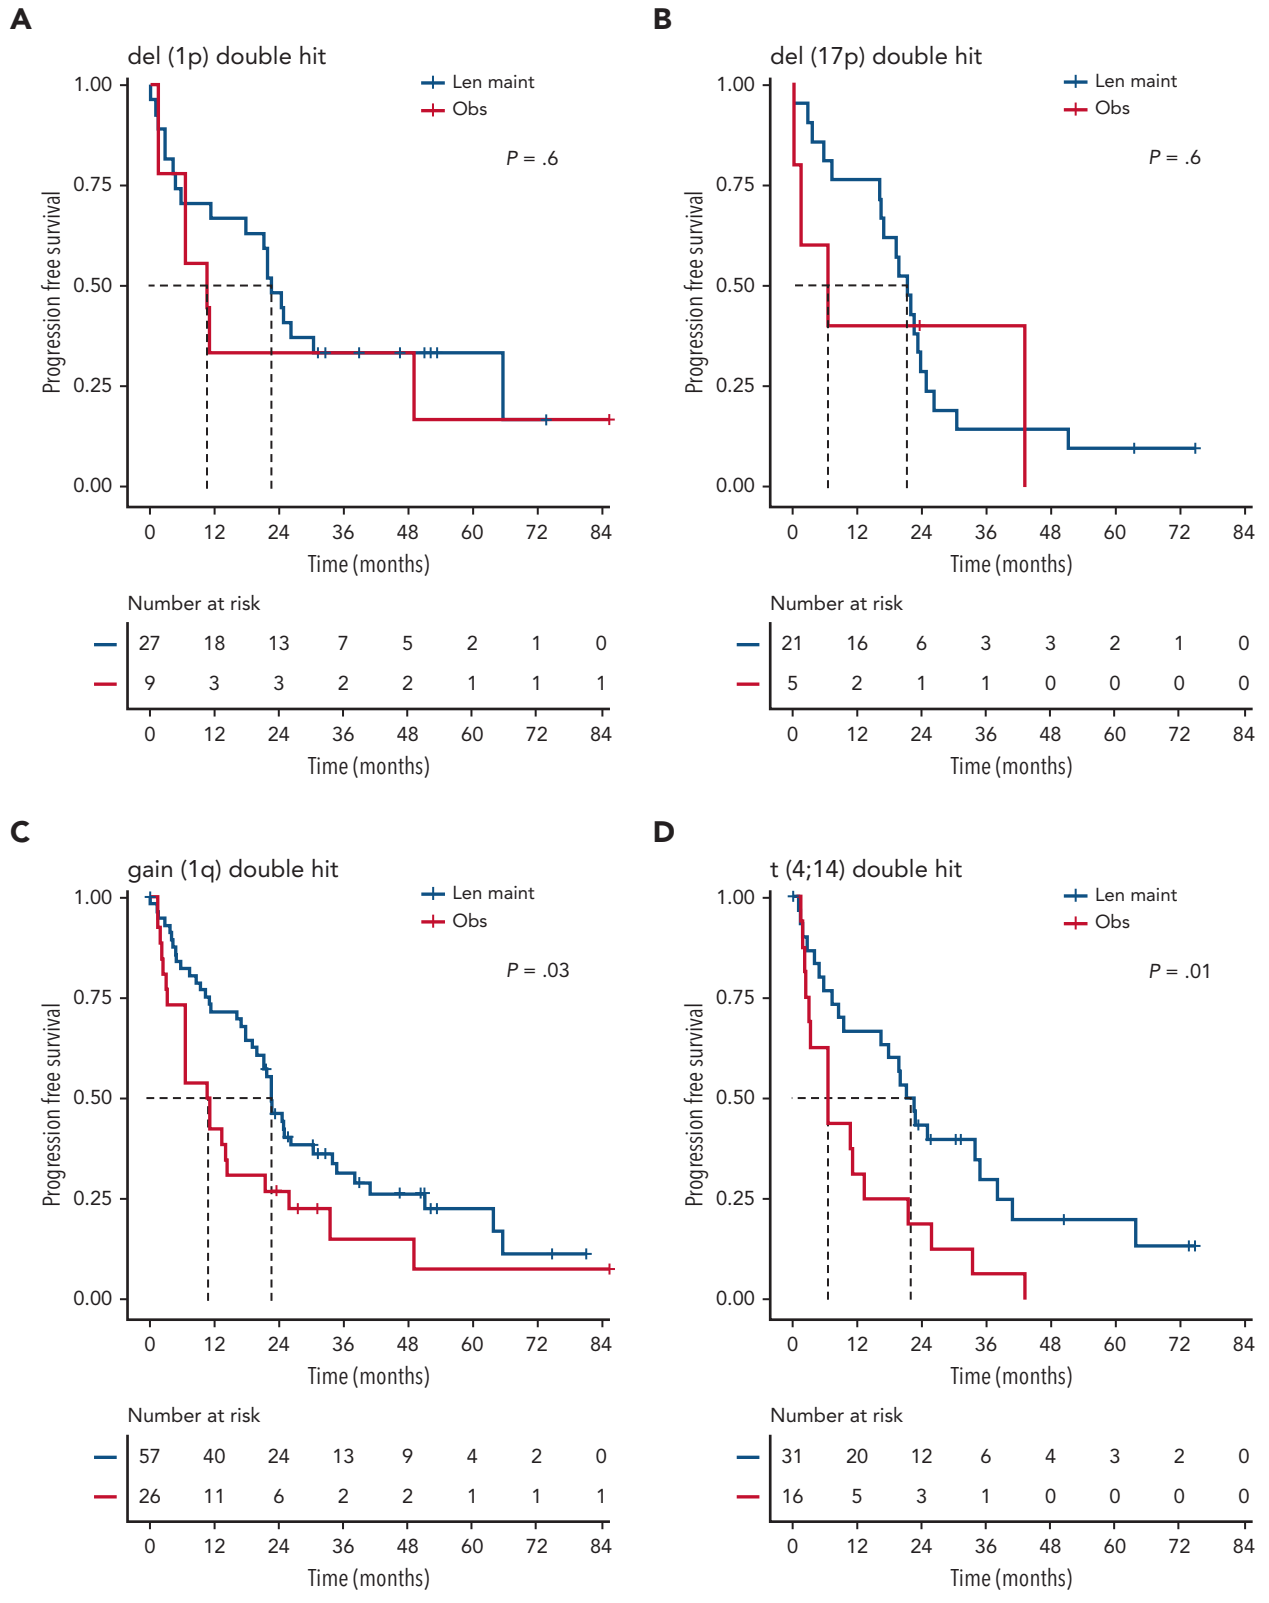 A
del (1p) double hit
Len maint
Obs
P = .6
Progression free survival
1.00
0.75
0.50
0.25
0.00
0 12 24 36 48 60 72 84
Time (months)
Number at risk
27 18 13 7 5 2 1 0
9 3 3 2 2 1 1 1
0 12 24 36 48 60 72 84
Time (months)
B
del (17p) double hit
Len maint
Obs
P = .6
Progression free survival
1.00
0.75
0.50
0.25
0.00
0 12 24 36 48 60 72 84
Time (months)
Number at risk
21 16 6 3 3 2 1 0
5 2 1 1 0 0 0 0
0 12 24 36 48 60 72 84
Time (months)
C
gain (1q) double hit
Len maint
Obs
P = .03
Progression free survival
1.00
0.75
0.50
0.25
0.00
0 12 24 36 48 60 72 84
Time (months)
Number at risk
57 40 24 13 9 4 2 0
26 11 6 2 2 1 1 1
0 12 24 36 48 60 72 84
Time (months)
D
t (4;14) double hit
Len maint
Obs
P = .01
Progression free survival
1.00
0.75
0.50
0.25
0.00
0 12 24 36 48 60 72 84
Time (months)
Number at risk
31 20 12 6 4 3 2 0
16 5 3 1 0 0 0 0
0 12 24 36 48 60 72 84
Time (months)